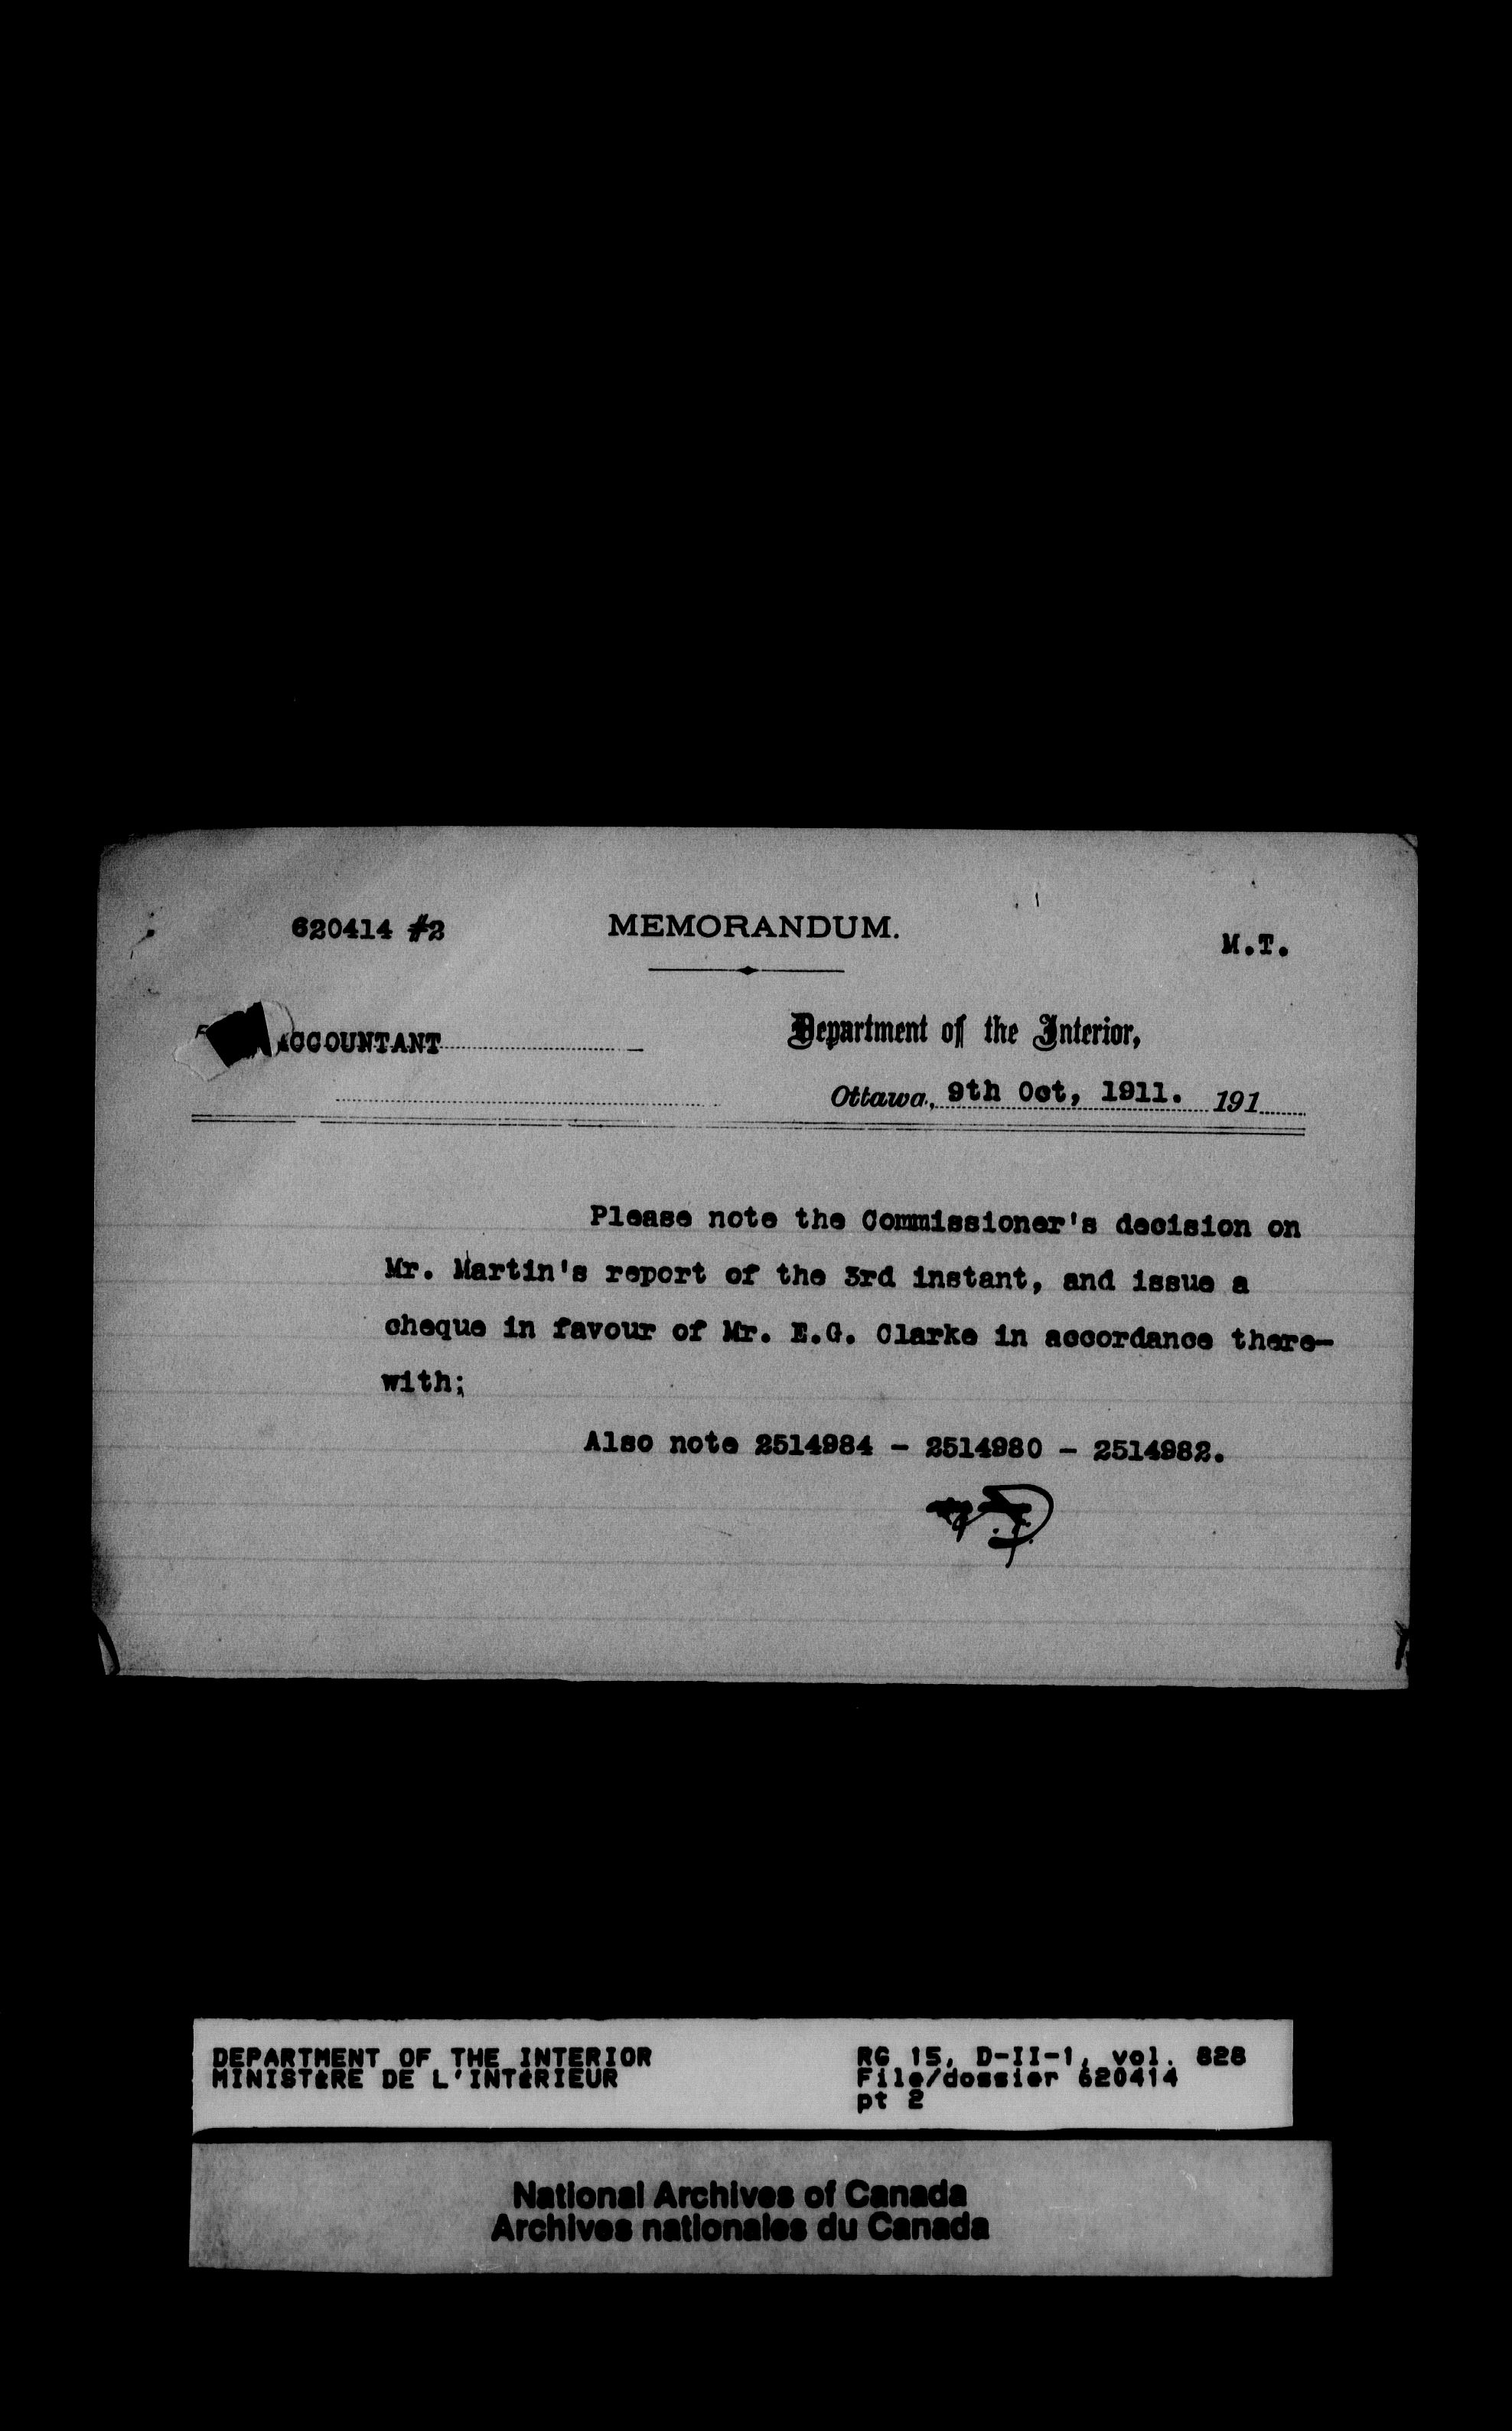 620414 #2
MEMORANDUM.
M.T.
ACCOUNTANT
Department of the Interior,
Ottawa, 9th Oct, 1911. 191
Please note the Commissioner's decision on
Mr. Martin's report of the 3rd instant, and issue a
cheque in favour of Mr. E.G. Clarke in accordance there-
with;
Also note 2514984 - 2514980 - 2514982.
DEPARTMENT OF THE INTERIOR
MINISTÈRE DE L'INTÉRIEUR
RG 15, D-II-1, vol. 828
File/dossier 620414
pt 2
National Archives of Canada
Archives nationales du Canada